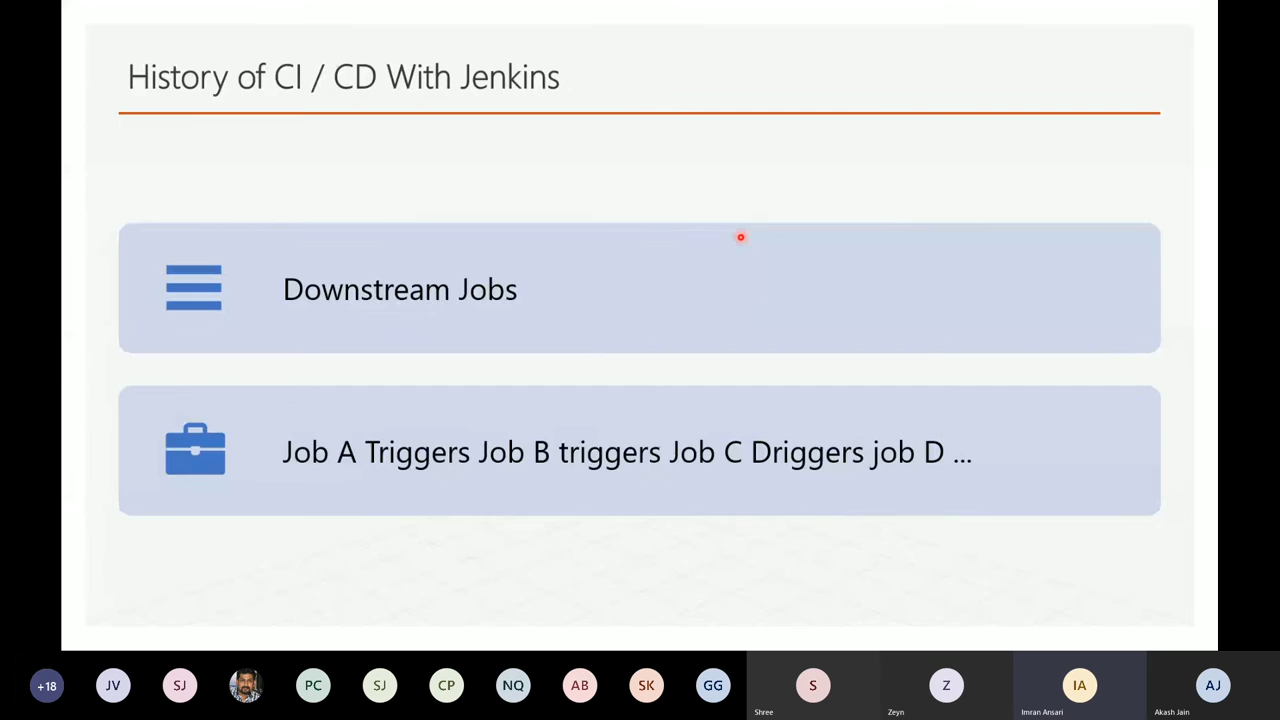 History of CI / CD With Jenkins
Downstream Jobs
Job A Triggers Job B triggers Job C Driggers job D ...
+18 JV SJ PC SJ CP NQ AB SK GG S Z IA AJ
Shree Zeyn Imran Ansari Akash Jain